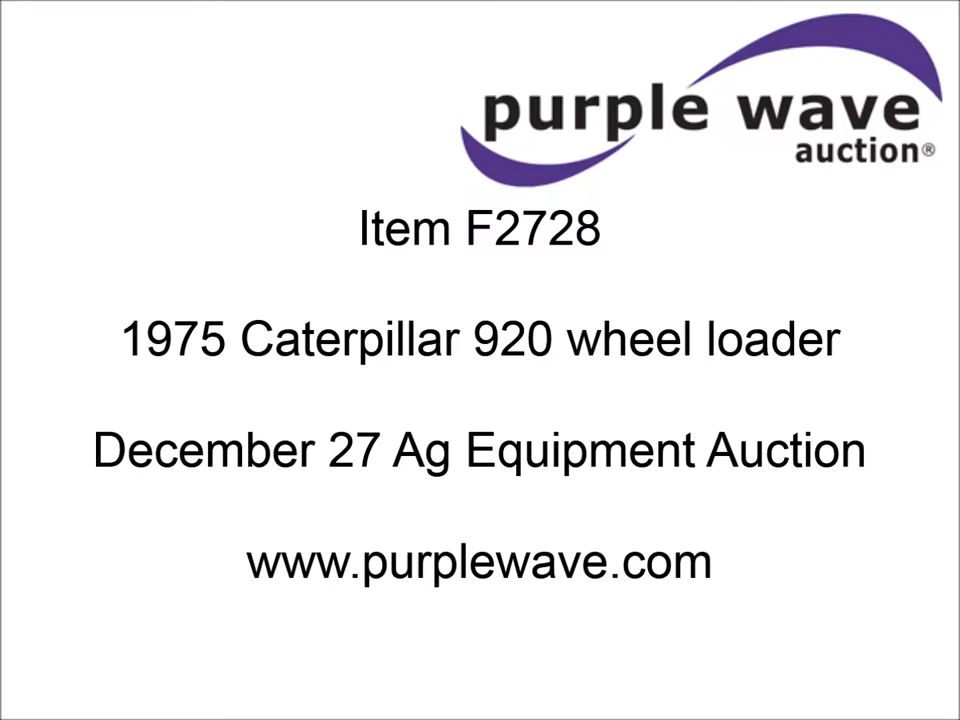 purple wave
auction®
Item F2728
1975 Caterpillar 920 wheel loader
December 27 Ag Equipment Auction
www.purplewave.com